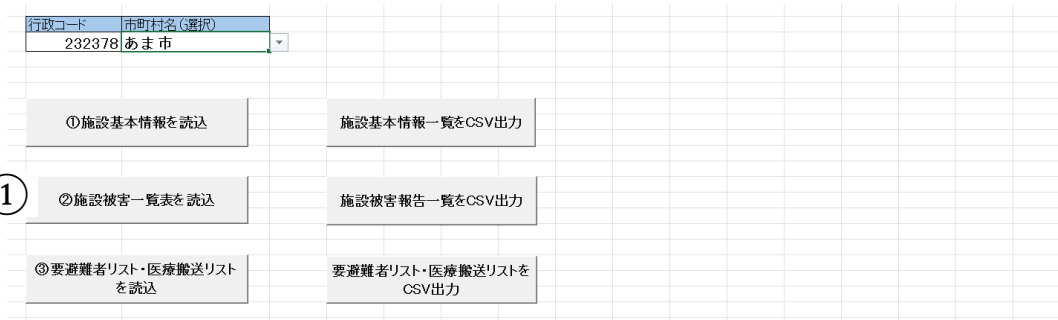 行政コード 市町村名(選択)
232378 あま市
①施設基本情報を読込 施設基本情報一覧をCSV出力
① ②施設被害一覧表を読込 施設被害報告一覧をCSV出力
③要避難者リスト・医療搬送リスト 要避難者リスト・医療搬送リストを
を読込 CSV出力